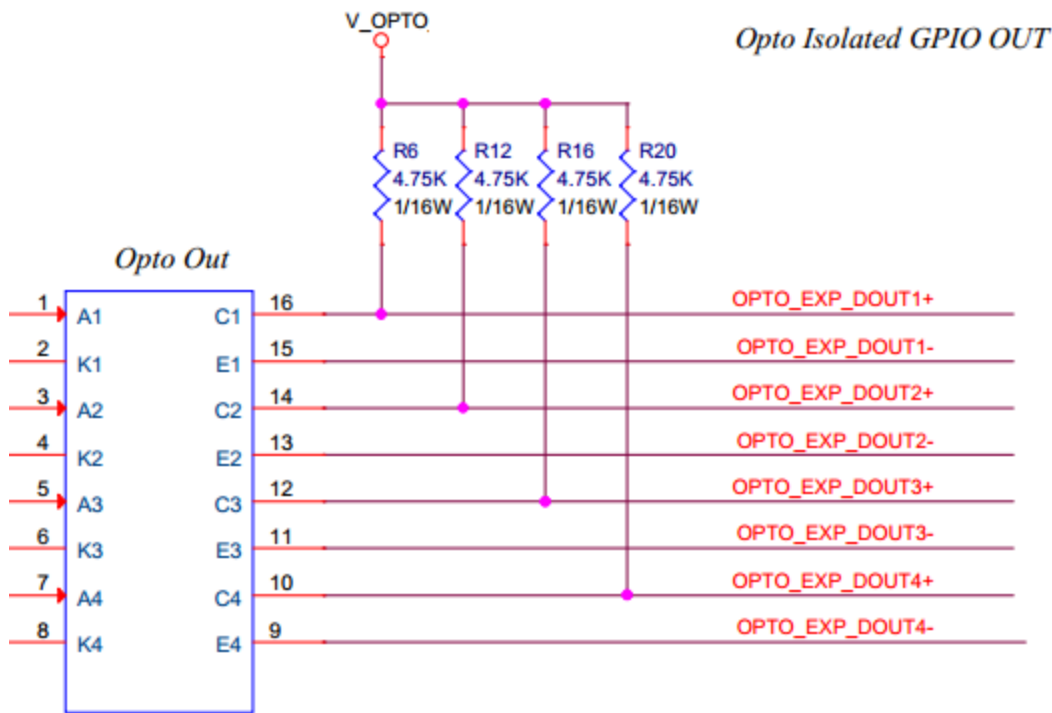 V_OPTO
Opto Isolated GPIO OUT
R6 R12 R16 R20
4.75K 4.75K 4.75K 4.75K
1/16W 1/16W 1/16W 1/16W
Opto Out
1 A1 C1 16 OPTO_EXP_DOUT1+
2 K1 E1 15 OPTO_EXP_DOUT1-
3 A2 C2 14 OPTO_EXP_DOUT2+
4 K2 E2 13 OPTO_EXP_DOUT2-
5 A3 C3 12 OPTO_EXP_DOUT3+
6 K3 E3 11 OPTO_EXP_DOUT3-
7 A4 C4 10 OPTO_EXP_DOUT4+
8 K4 E4 9 OPTO_EXP_DOUT4-